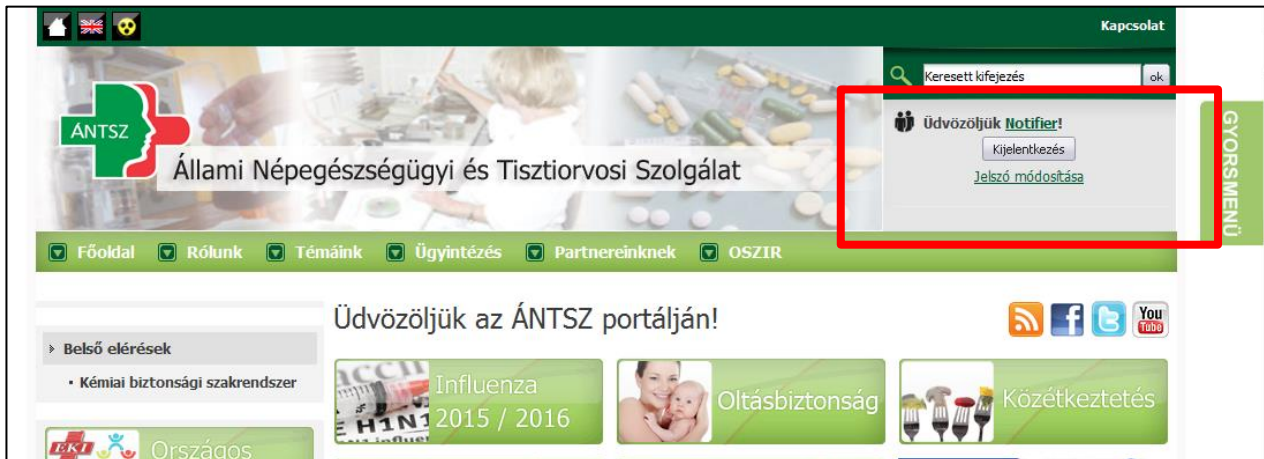 Kapcsolat
Keresett kifejezés
ok
ÁNTSZ
Állami Népegészségügyi és Tisztiorvosi Szolgálat
Üdvözöljük Notifier!
Kijelentkezés
Jelszó módosítása
GYORSMENÜ
Főoldal Rólunk Témáink Ügyintézés Partnereinknek OSZIR
Üdvözöljük az ÁNTSZ portálján!
You
Tube
Belső elérések
• Kémiai biztonsági szakrendszer
Influenza
2015 / 2016
H1N1
Oltásbiztonság
Közétkeztetés
EKI
Országos